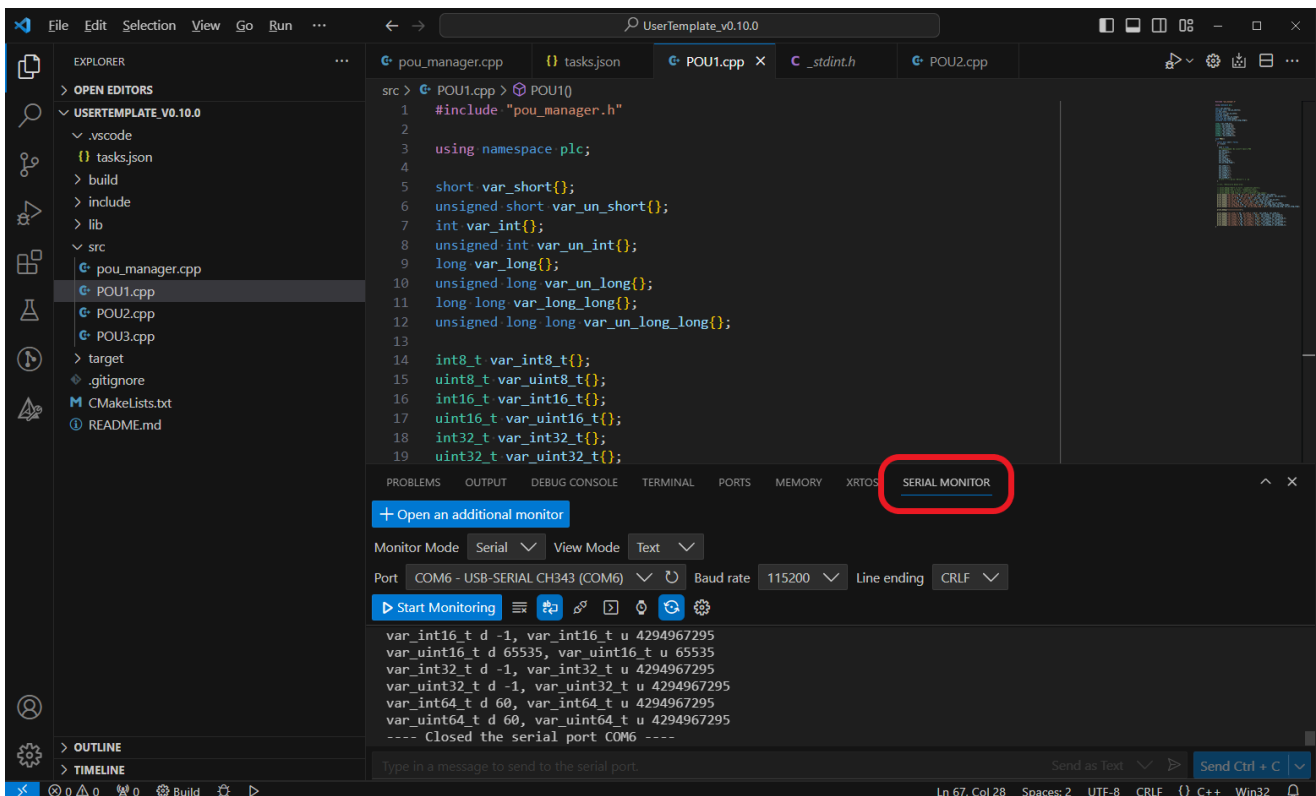 File Edit Selection View Go Run ··· ← → UserTemplate_v0.10.0
EXPLORER ···
> OPEN EDITORS
USERTEMPLATE_V0.10.0
.vscode
{} tasks.json
> build
> include
> lib
src
pou_manager.cpp
POU1.cpp
POU2.cpp
POU3.cpp
> target
.gitignore
CMakeLists.txt
README.md
> OUTLINE
> TIMELINE
pou_manager.cpp {} tasks.json POU1.cpp × C _stdint.h POU2.cpp
src > POU1.cpp > POU1()
1 #include "pou_manager.h"
2
3 using namespace plc;
4
5 short var_short{};
6 unsigned short var_un_short{};
7 int var_int{};
8 unsigned int var_un_int{};
9 long var_long{};
10 unsigned long var_un_long{};
11 long long var_long_long{};
12 unsigned long long var_un_long_long{};
13
14 int8_t var_int8_t{};
15 uint8_t var_uint8_t{};
16 int16_t var_int16_t{};
17 uint16_t var_uint16_t{};
18 int32_t var_int32_t{};
19 uint32_t var_uint32_t{};
PROBLEMS OUTPUT DEBUG CONSOLE TERMINAL PORTS MEMORY XRTOS SERIAL MONITOR
+ Open an additional monitor
Monitor Mode Serial View Mode Text
Port COM6 - USB-SERIAL CH343 (COM6) Baud rate 115200 Line ending CRLF
Start Monitoring
var_int16_t d -1, var_int16_t u 4294967295
var_uint16_t d 65535, var_uint16_t u 65535
var_int32_t d -1, var_int32_t u 4294967295
var_uint32_t d -1, var_uint32_t u 4294967295
var_int64_t d 60, var_int64_t u 4294967295
var_uint64_t d 60, var_uint64_t u 4294967295
---- Closed the serial port COM6 ----
Type in a message to send to the serial port. Send as Text Send Ctrl + C
0 0 0 Build Ln 67, Col 28 Spaces: 2 UTF-8 CRLF {} C++ Win32